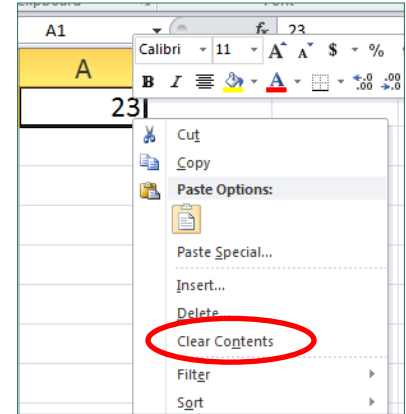 Font
A1 fx 23
Calibri 11 A A $ %
A B I A .0 .00 .00 .0
23
Cut
Copy
Paste Options:
Paste Special...
Insert...
Delete
Clear Contents
Filter
Sort